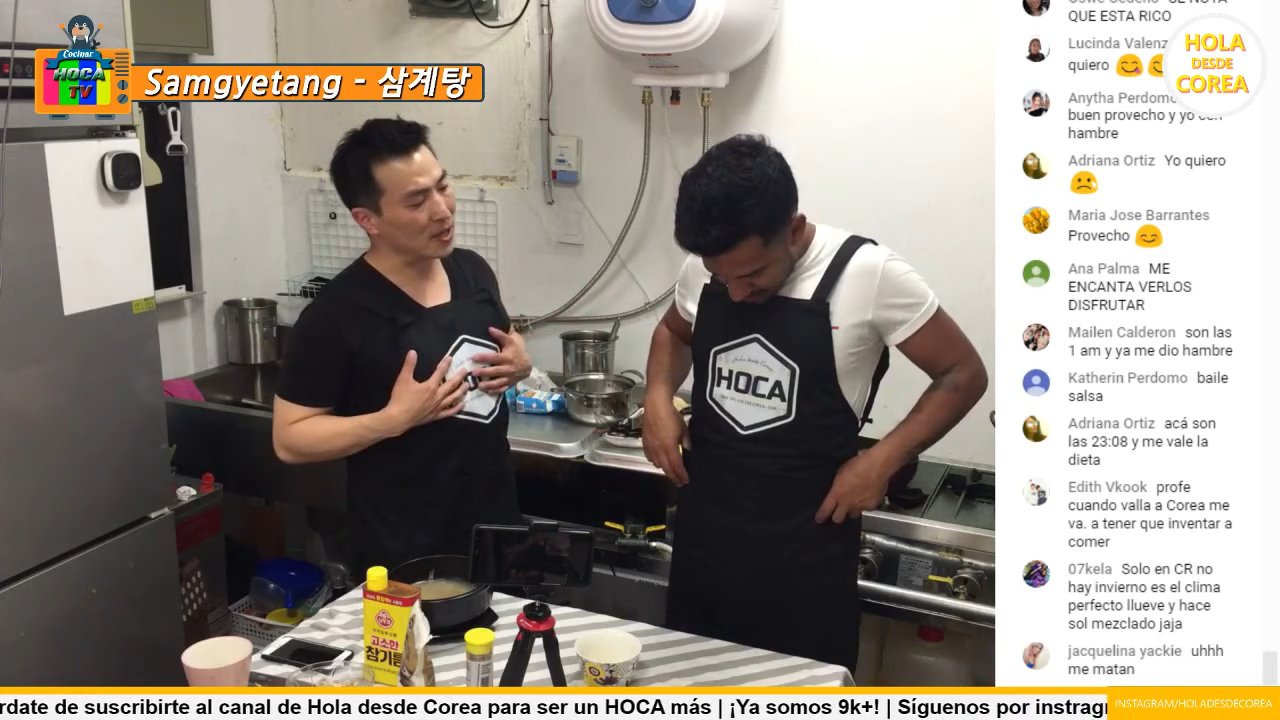 Cocinar
HOCA
TV
Samgyetang - 삼계탕
HOCA
고소한
참기름
QUE ESTA RICO
Lucinda Valenz
quiero
Anytha Perdomo
buen provecho y yo con
hambre
Adriana Ortiz Yo quiero
Maria Jose Barrantes
Provecho
Ana Palma ME
ENCANTA VERLOS
DISFRUTAR
Mailen Calderon son las
1 am y ya me dio hambre
Katherin Perdomo baile
salsa
Adriana Ortiz acá son
las 23:08 y me vale la
dieta
Edith Vkook profe
cuando valla a Corea me
va. a tener que inventar a
comer
07kela Solo en CR no
hay invierno es el clima
perfecto llueve y hace
sol mezclado jaja
jacquelina yackie uhhh
me matan
HOLA
DESDE
COREA
rdate de suscribirte al canal de Hola desde Corea para ser un HOCA más | ¡Ya somos 9k+! | Síguenos por instragr
INSTAGRAM/HOLADESDECOREA